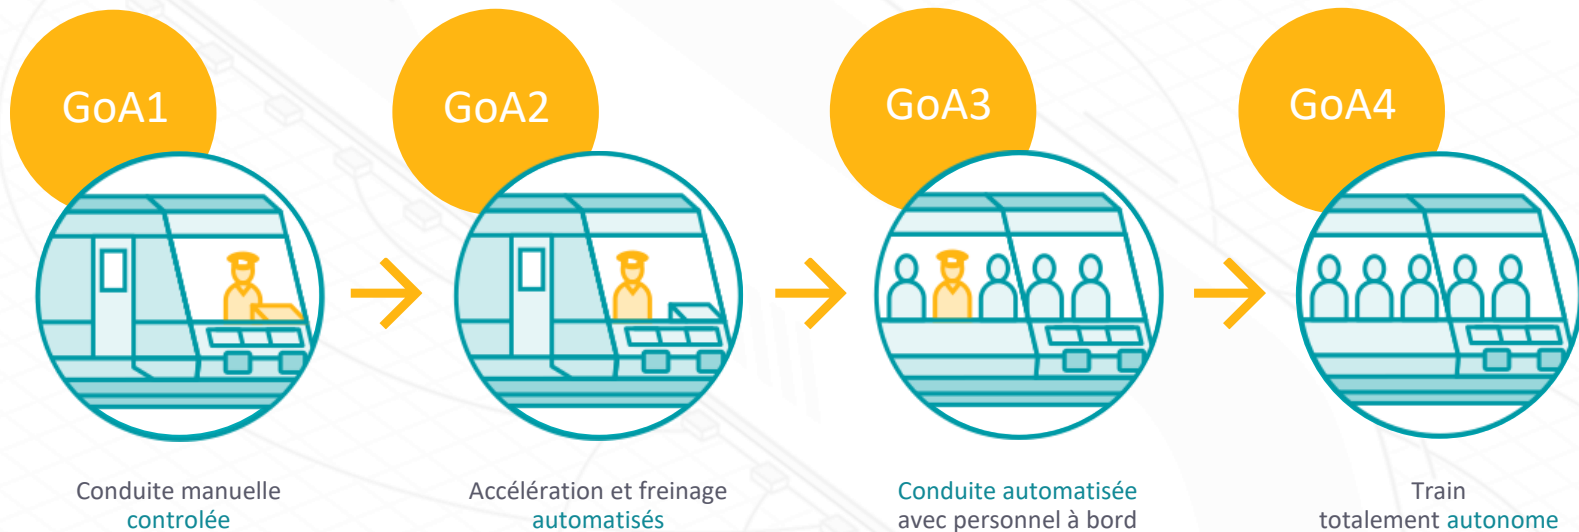 GoA1
GoA2
GoA3
GoA4
Conduite manuelle
controlée
Accélération et freinage
automatisés
Conduite automatisée
avec personnel à bord
Train
totalement autonome